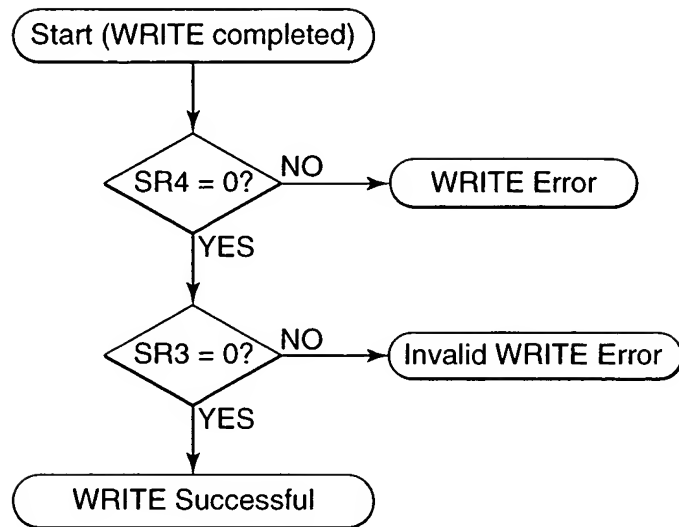 Start (WRITE completed)
SR4 = 0?
NO
WRITE Error
YES
SR3 = 0?
NO
Invalid WRITE Error
YES
WRITE Successful